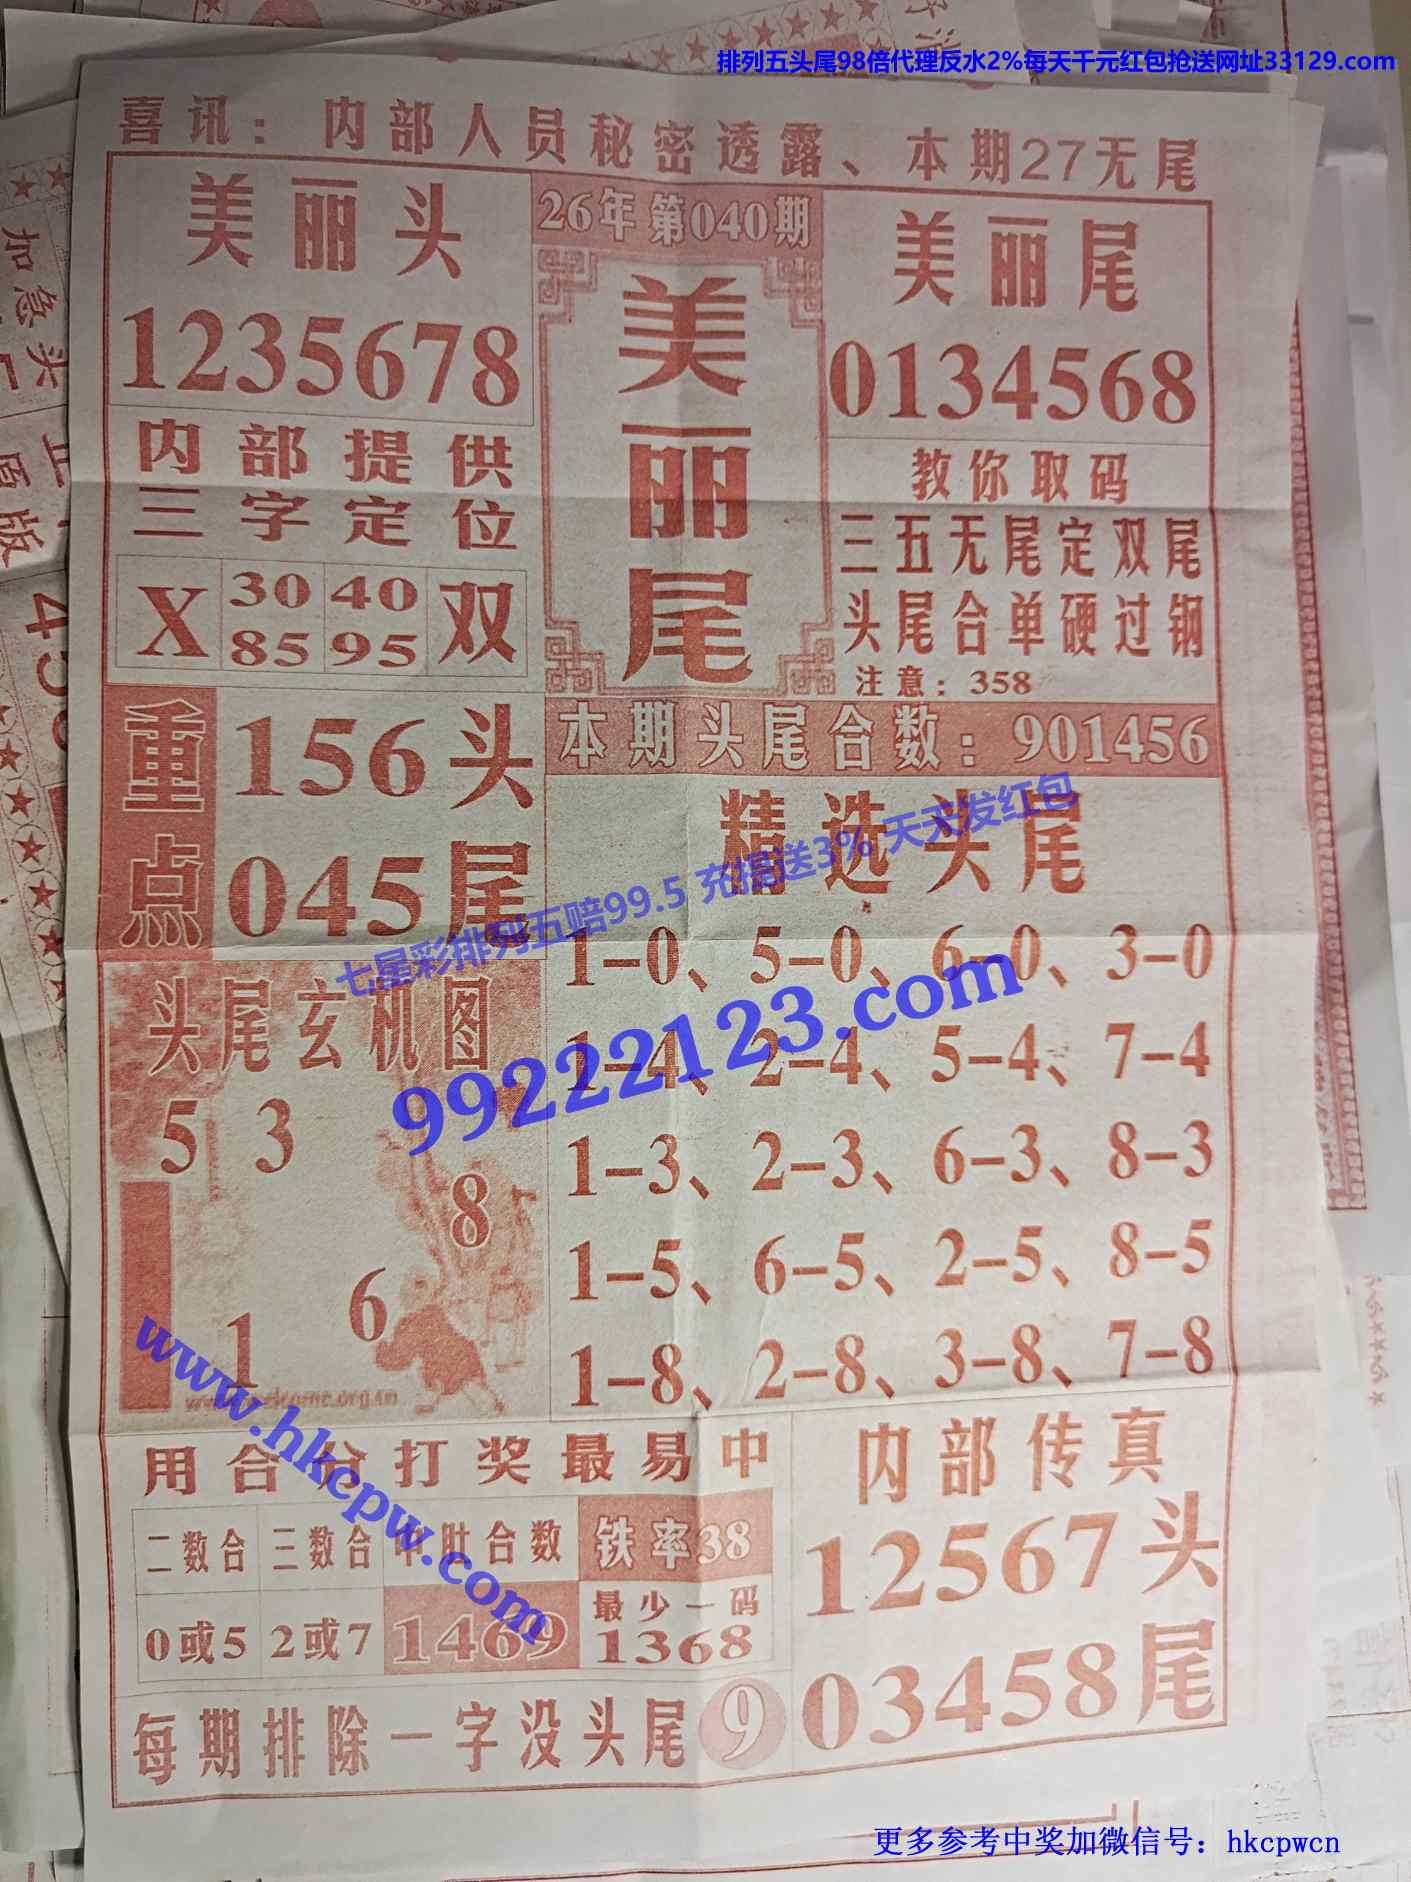 排列五头尾98倍代理反水2%每天千元红包抢送网址33129.com
喜讯：内部人员秘密透露、本期27无尾
美丽头
1235678
26年第040期
美丽尾
美丽尾
0134568
内部提供
三字定位
X 30 40 双
85 95
教你取码
三五无尾定双尾
头尾合单硬过钢
注意：358
重点
156头
045尾
本期头尾合数：901456
精选头尾
七星彩排列五赔99.5 充提送3% 天天发红包
99222123.com
1-0、5-0、6-0、3-0
1-4、2-4、5-4、7-4
1-3、2-3、6-3、8-3
1-5、6-5、2-5、8-5
1-8、2-8、3-8、7-8
头尾玄机图
5 3
8
6
1
www.hkcpw.com
用合分打奖最易中
二数合 三数合 中肚合数 铁率38
0或5 2或7 1469 最少一码
1368
每期排除一字没头尾 9
内部传真
12567头
03458尾
更多参考中奖加微信号：hkcpwcn
加急头